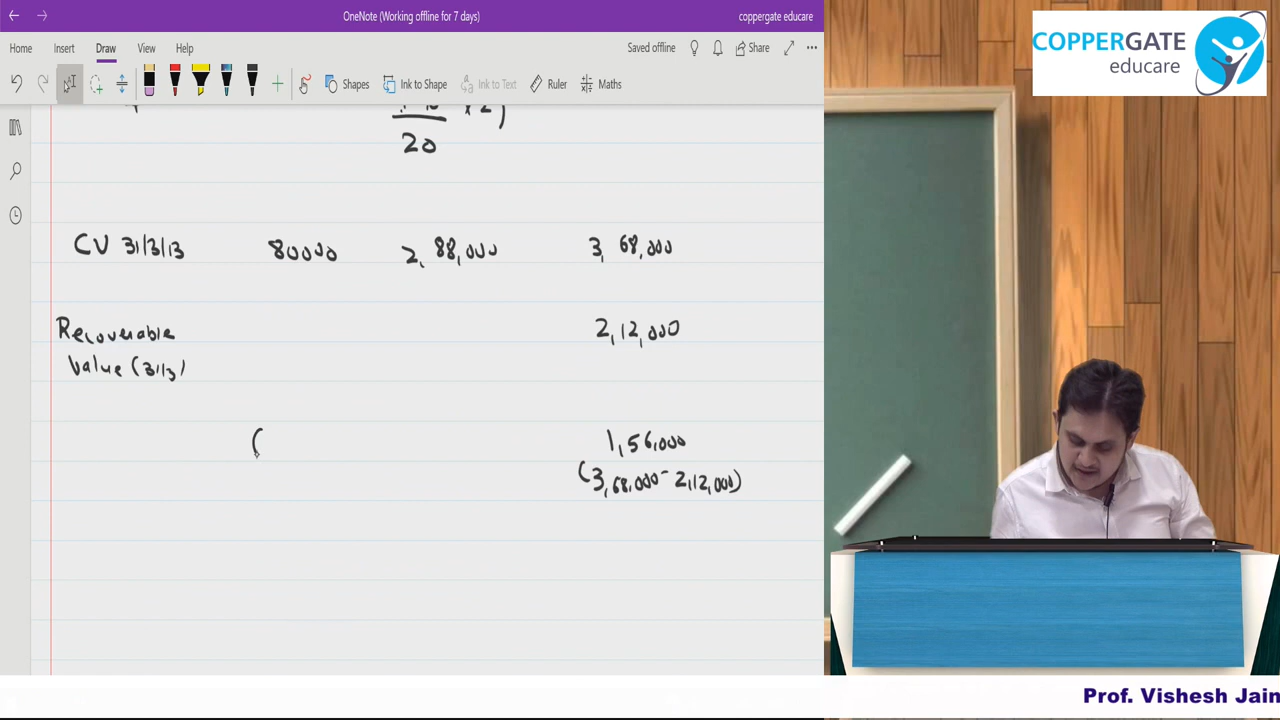 OneNote (Working offline for 7 days)
coppergate educare
Home Insert Draw View Help
Saved offline Share
Shapes Ink to Shape Ink to Text Ruler Maths
COPPERGATE
educare
20
CV 31/3/13 80000 2,88,000 3,68,000
Recoverable 2,12,000
Value (31/3)
( 1,56,000
(3,68,000 - 2,12,000)
Prof. Vishesh Jain